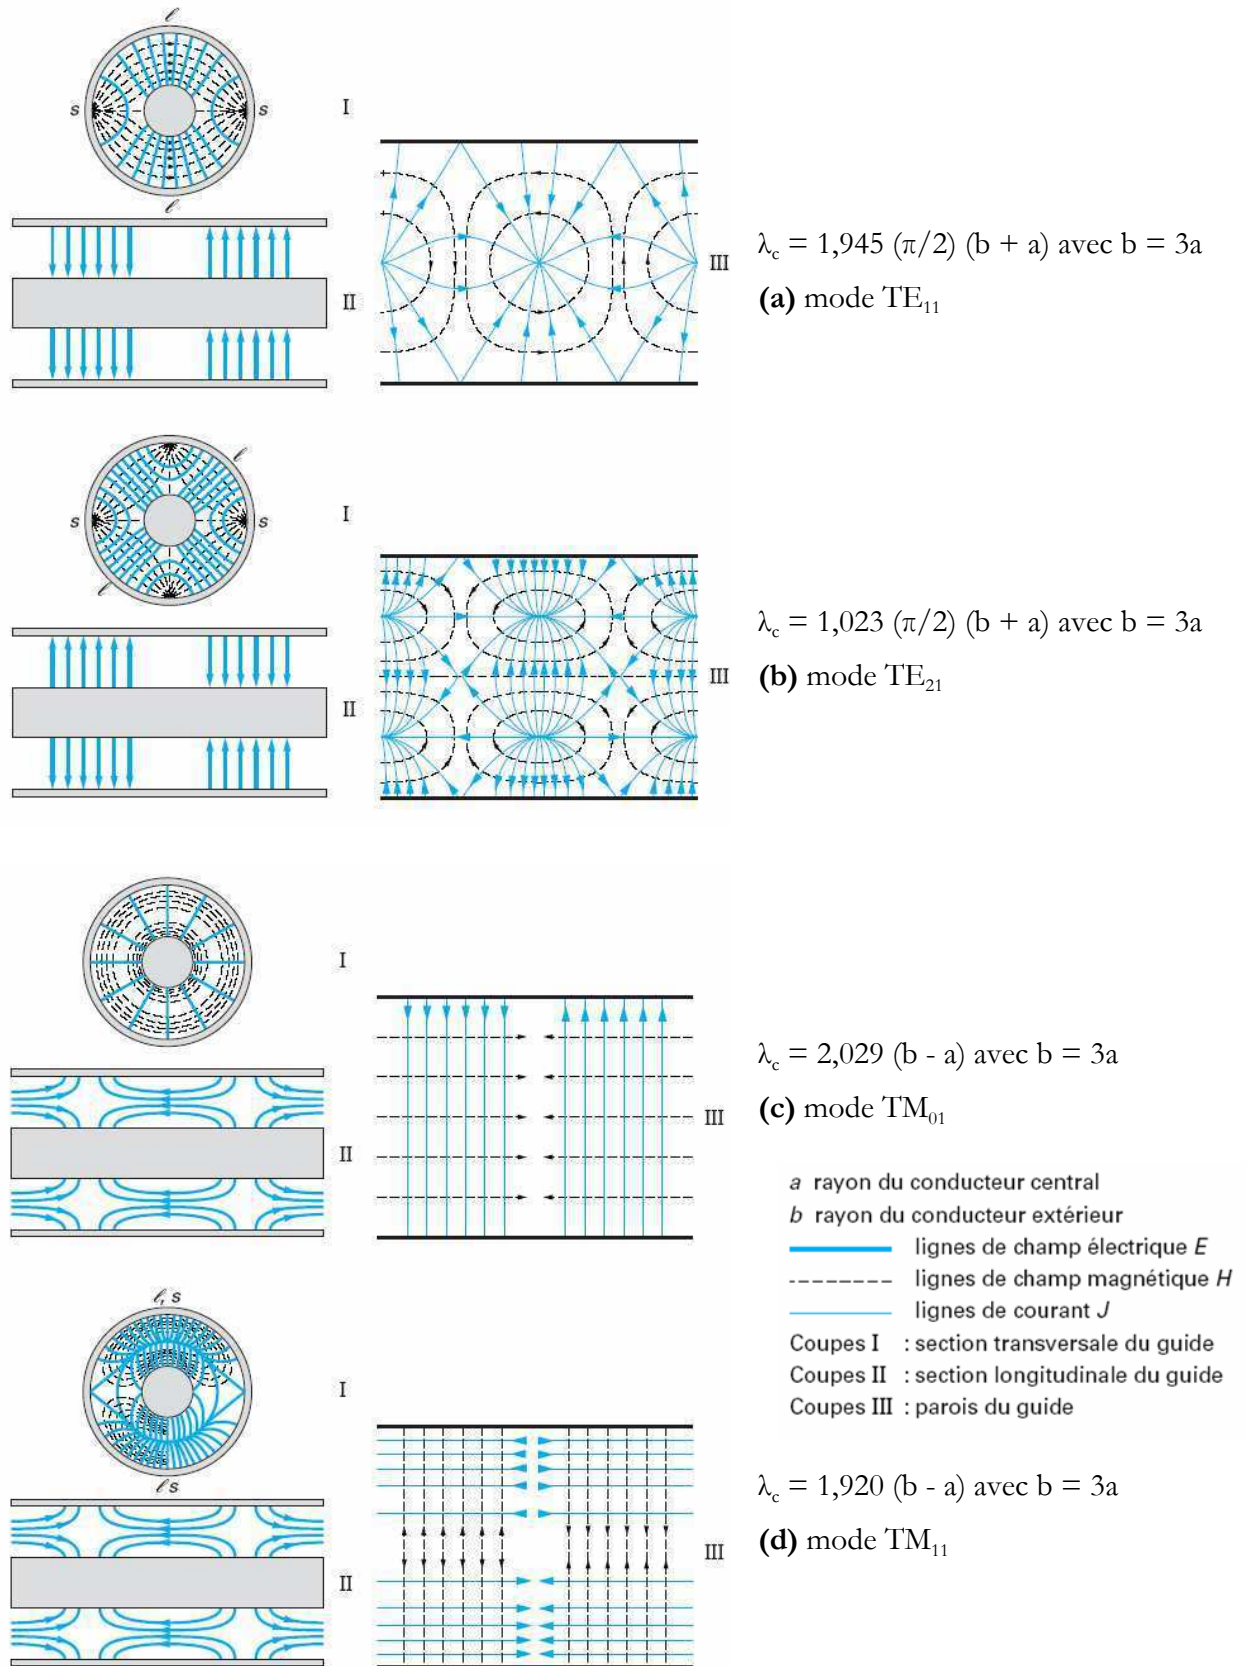 ℓ
s s
I
ℓ
II
III
λc = 1,945 (π/2) (b + a) avec b = 3a
(a) mode TE11
ℓ
s s
I
ℓ
II
III
λc = 1,023 (π/2) (b + a) avec b = 3a
(b) mode TE21
I
II
III
λc = 2,029 (b - a) avec b = 3a
(c) mode TM01
a rayon du conducteur central
b rayon du conducteur extérieur
lignes de champ électrique E
lignes de champ magnétique H
lignes de courant J
Coupes I : section transversale du guide
Coupes II : section longitudinale du guide
Coupes III : parois du guide
ℓ, s
I
ℓ s
II
III
λc = 1,920 (b - a) avec b = 3a
(d) mode TM11